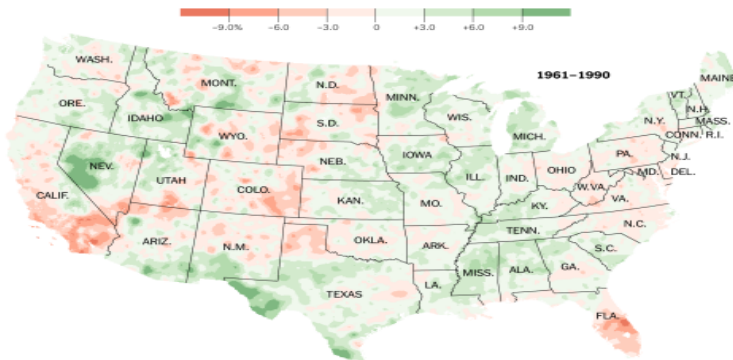 -9.0% -6.0 -3.0 0 +3.0 +6.0 +9.0
1961–1990
WASH.
MONT.
N.D.
MINN.
MAINE
ORE.
IDAHO
WYO.
S.D.
WIS.
MICH.
VT.
N.H.
N.Y.
MASS.
CONN.
R.I.
NEV.
UTAH
COLO.
NEB.
IOWA
ILL.
IND.
OHIO
PA.
N.J.
MD.
DEL.
CALIF.
KAN.
MO.
KY.
W.VA.
VA.
ARIZ.
N.M.
OKLA.
ARK.
TENN.
N.C.
S.C.
TEXAS
LA.
MISS.
ALA.
GA.
FLA.